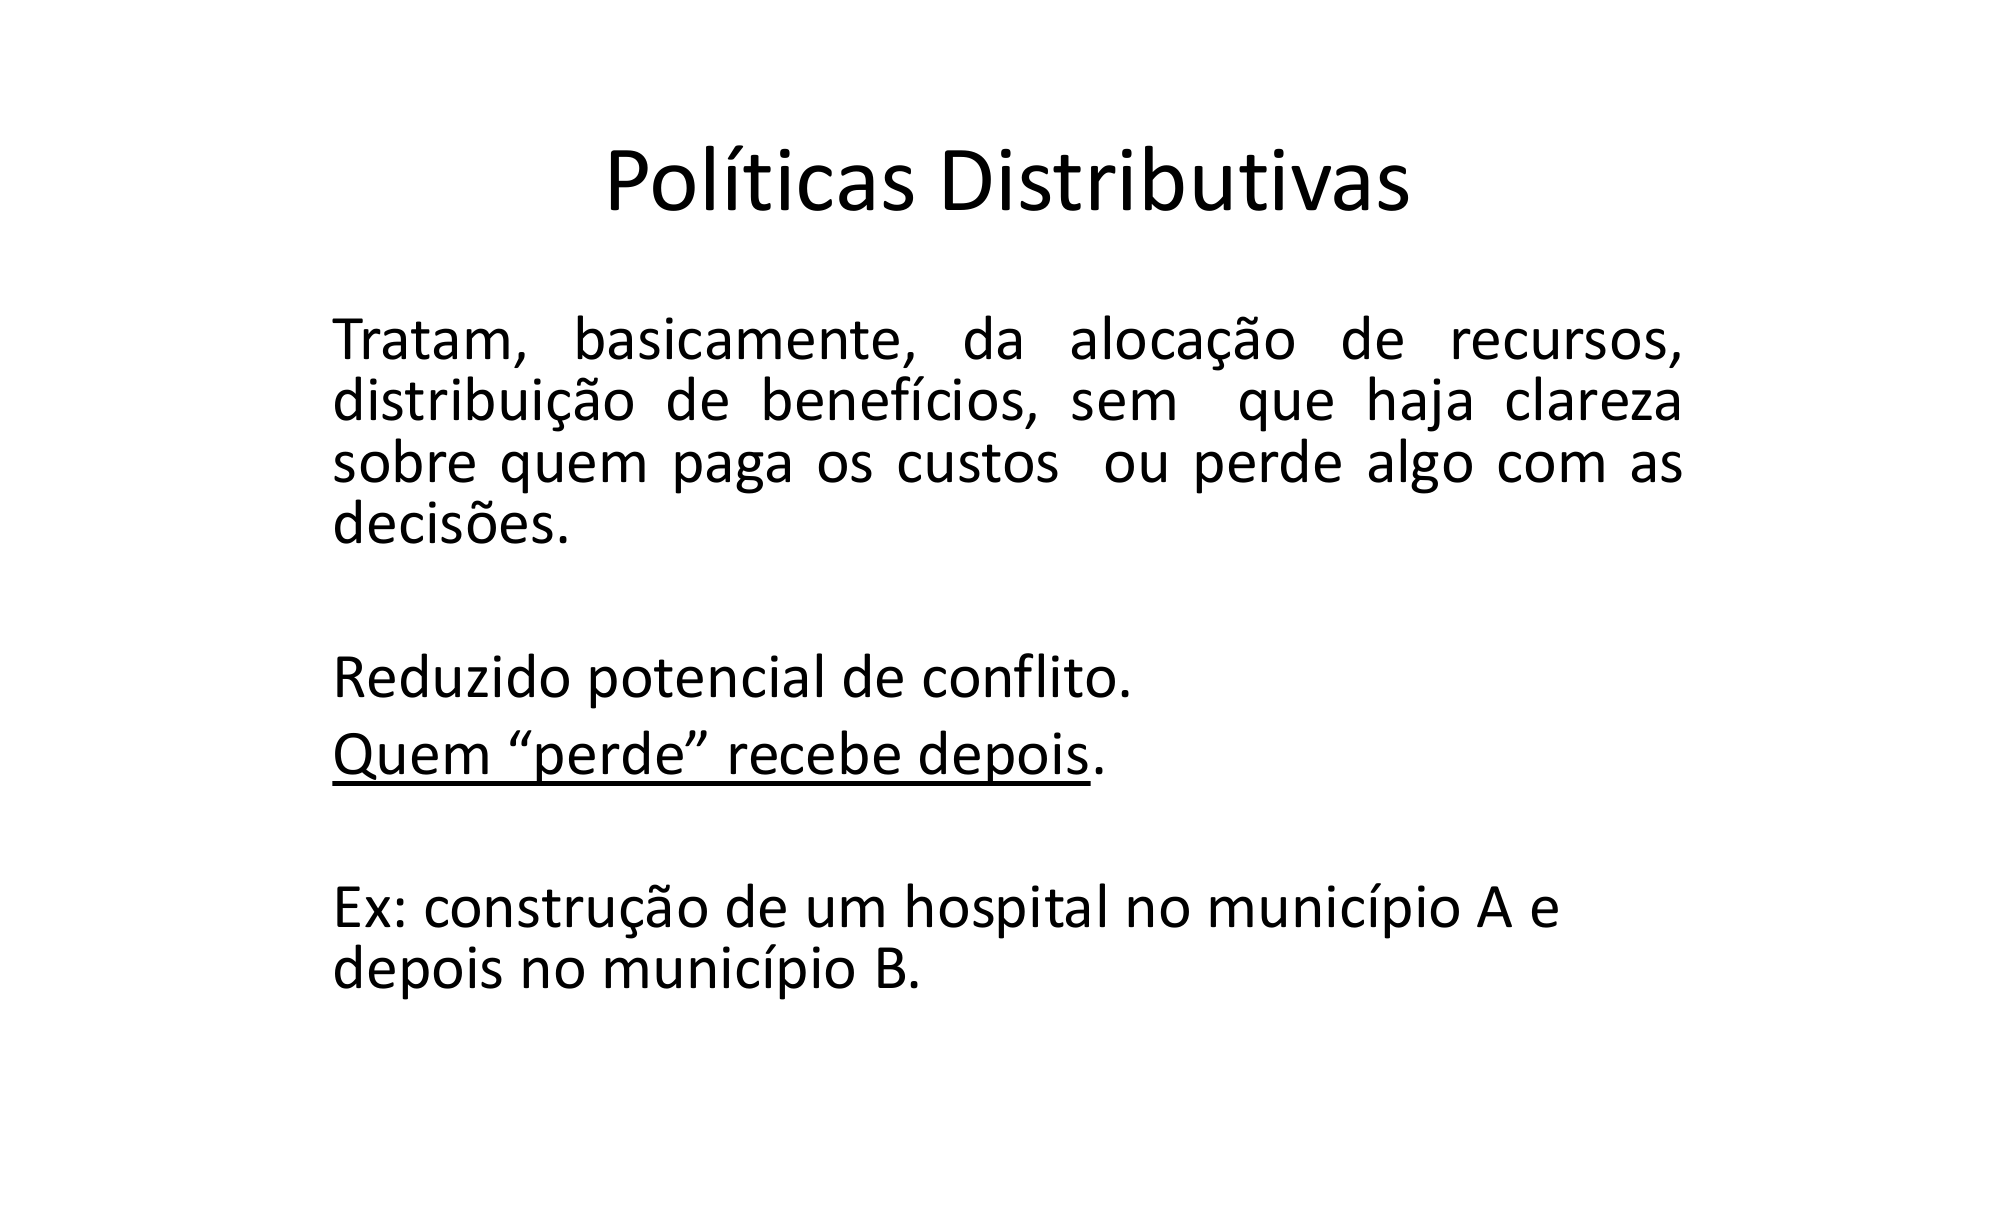 Políticas Distributivas
Tratam, basicamente, da alocação de recursos,
distribuição de benefícios, sem que haja clareza
sobre quem paga os custos ou perde algo com as
decisões.
Reduzido potencial de conflito.
Quem “perde” recebe depois.
Ex: construção de um hospital no município A e
depois no município B.